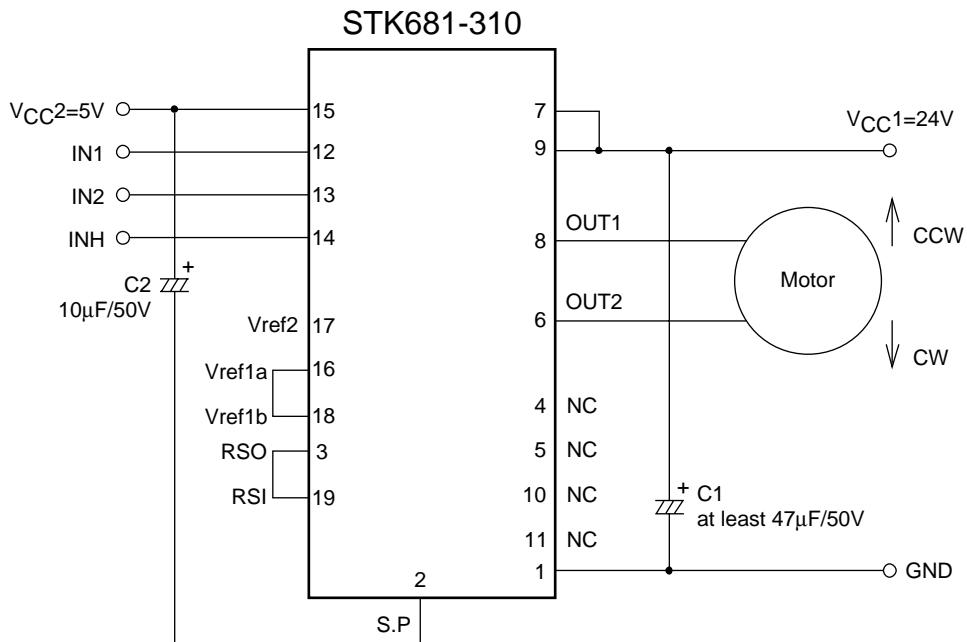 STK681-310
VCC2=5V
15
7
VCC1=24V
IN1
12
9
IN2
13
INH
14
8
OUT1
CCW
Motor
C2
+
10μF/50V
6
OUT2
CW
Vref2
17
Vref1a
16
Vref1b
18
4
NC
RSO
3
5
NC
RSI
19
10
NC
+
C1
at least 47μF/50V
11
NC
1
GND
2
S.P